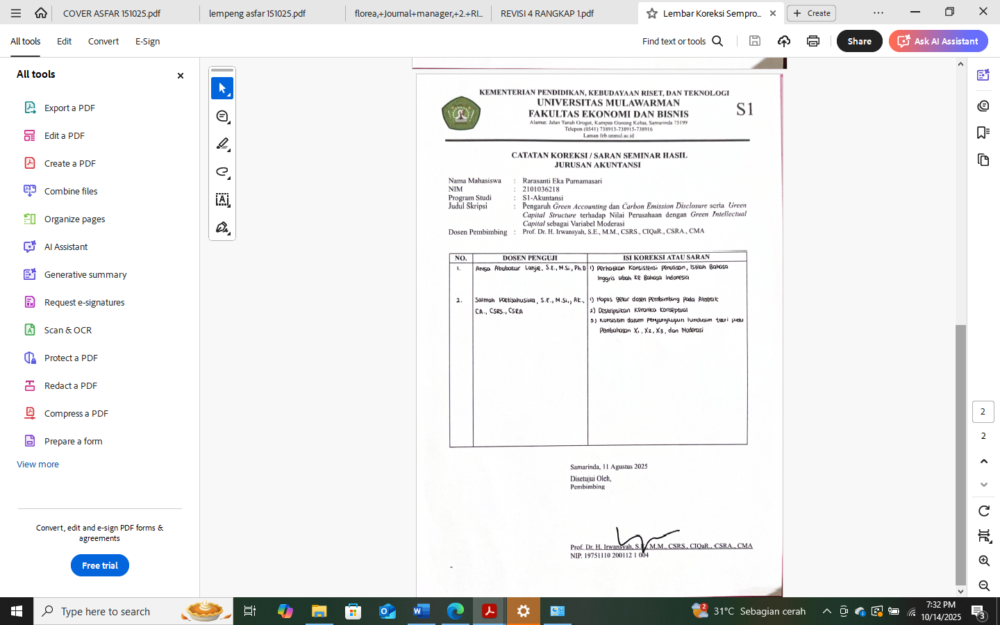 COVER ASFAR 151025.pdf
lempeng asfar 151025.pdf
florea,+Journal+manager,+2.+RI...
REVISI 4 RANGKAP 1.pdf
Lembar Koreksi Sempro...
Create
All tools
Edit
Convert
E-Sign
Find text or tools
Share
Ask AI Assistant
All tools
Export a PDF
Edit a PDF
Create a PDF
Combine files
Organize pages
AI Assistant
Generative summary
Request e-signatures
Scan & OCR
Protect a PDF
Redact a PDF
Compress a PDF
Prepare a form
View more
Convert, edit and e-sign PDF forms &
agreements
Free trial
KEMENTERIAN PENDIDIKAN, KEBUDAYAAN RISET, DAN TEKNOLOGI
UNIVERSITAS MULAWARMAN
FAKULTAS EKONOMI DAN BISNIS
S1
Alamat: Jalan Tanah Grogot, Kampus Gunung Kelua, Samarinda 75199
Telepon (0541) 738913-738915-738916
Laman feb.unmul.ac.id
CATATAN KOREKSI / SARAN SEMINAR HASIL
JURUSAN AKUNTANSI
Nama Mahasiswa : Rarasanti Eka Purnamasari
NIM : 2101036218
Program Studi : S1-Akuntansi
Judul Skripsi : Pengaruh Green Accounting dan Carbon Emission Disclosure serta Green
Capital Structure terhadap Nilai Perusahaan dengan Green Intellectual
Capital sebagai Variabel Moderasi
Dosen Pembimbing : Prof. Dr. H. Irwansyah, S.E., M.M., CSRS., CIQaR., CSRA., CMA
NO. DOSEN PENGUJI ISI KOREKSI ATAU SARAN
1. Anisa Abubakar Lahjie, S.E., M.Si., Ph.D 1) Perhatikan Konsistensi penulisan, Istilah Bahasa
Inggris ubah ke Bahasa Indonesia
2. Salmah Pattisahusiwa, S.E., M.Si., Ak., 1) Hapus gelar dosen Pembimbing pada Abstrak
CA., CSRS., CSRA 2) Deskripsikan Keranka Konseptual
3) Konsisten dalam Pengungkapan landasan teori pada
Pembahasan X1, X2, X3, dan Moderasi
Samarinda, 11 Agustus 2025
Disetujui Oleh,
Pembimbing
Prof. Dr. H. Irwansyah, S.E., M.M., CSRS., CIQaR., CSRA., CMA
NIP. 19751110 200112 1 004
2
2
Type here to search
2
31°C Sebagian cerah
7:32 PM
10/14/2025
3